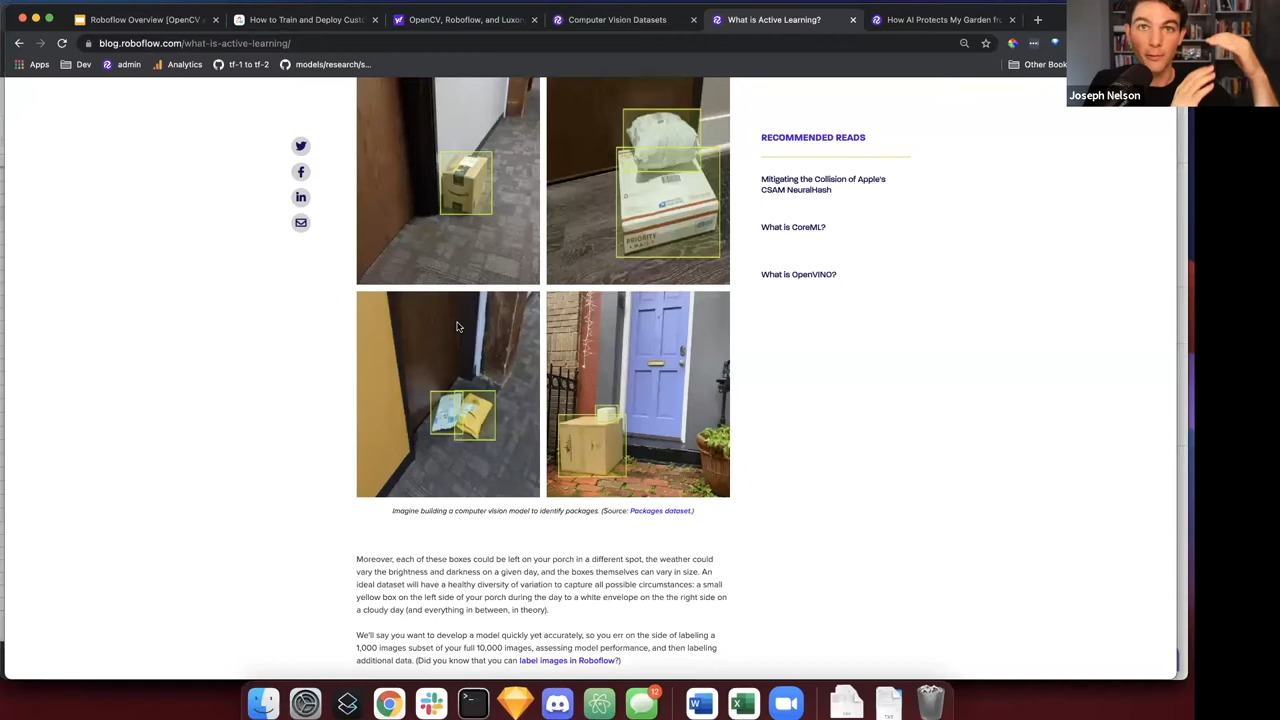 Roboflow Overview [OpenCV A
How to Train and Deploy Cust
OpenCV, Roboflow, and Luxon
Computer Vision Datasets
What is Active Learning?
How AI Protects My Garden fr
blog.roboflow.com/what-is-active-learning/
Apps
Dev
admin
Analytics
tf-1 to tf-2
models/research/s...
Other Book
Joseph Nelson
RECOMMENDED READS
Mitigating the Collision of Apple's
CSAM NeuralHash
What is CoreML?
What is OpenVINO?
PRIORITY
MAIL
Imagine building a computer vision model to identify packages. (Source: Packages dataset.)
Moreover, each of these boxes could be left on your porch in a different spot, the weather could
vary the brightness and darkness on a given day, and the boxes themselves can vary in size. An
ideal dataset will have a healthy diversity of variation to capture all possible circumstances: a small
yellow box on the left side of your porch during the day to a white envelope on the the right side on
a cloudy day (and everything in between, in theory).
We'll say you want to develop a model quickly yet accurately, so you err on the side of labeling a
1,000 images subset of your full 10,000 images, assessing model performance, and then labeling
additional data. (Did you know that you can label images in Roboflow?)
12
TXT